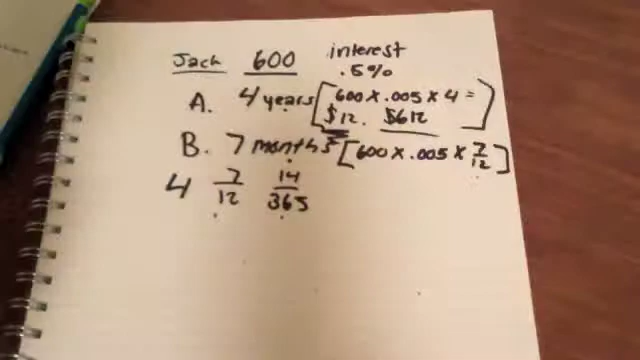 Jack 600 interest
.5%
A. 4 years [600 x .005 x 4 =
$12. $612]
B. 7 months [600 x .005 x 7/12]
4 7/12 14/365